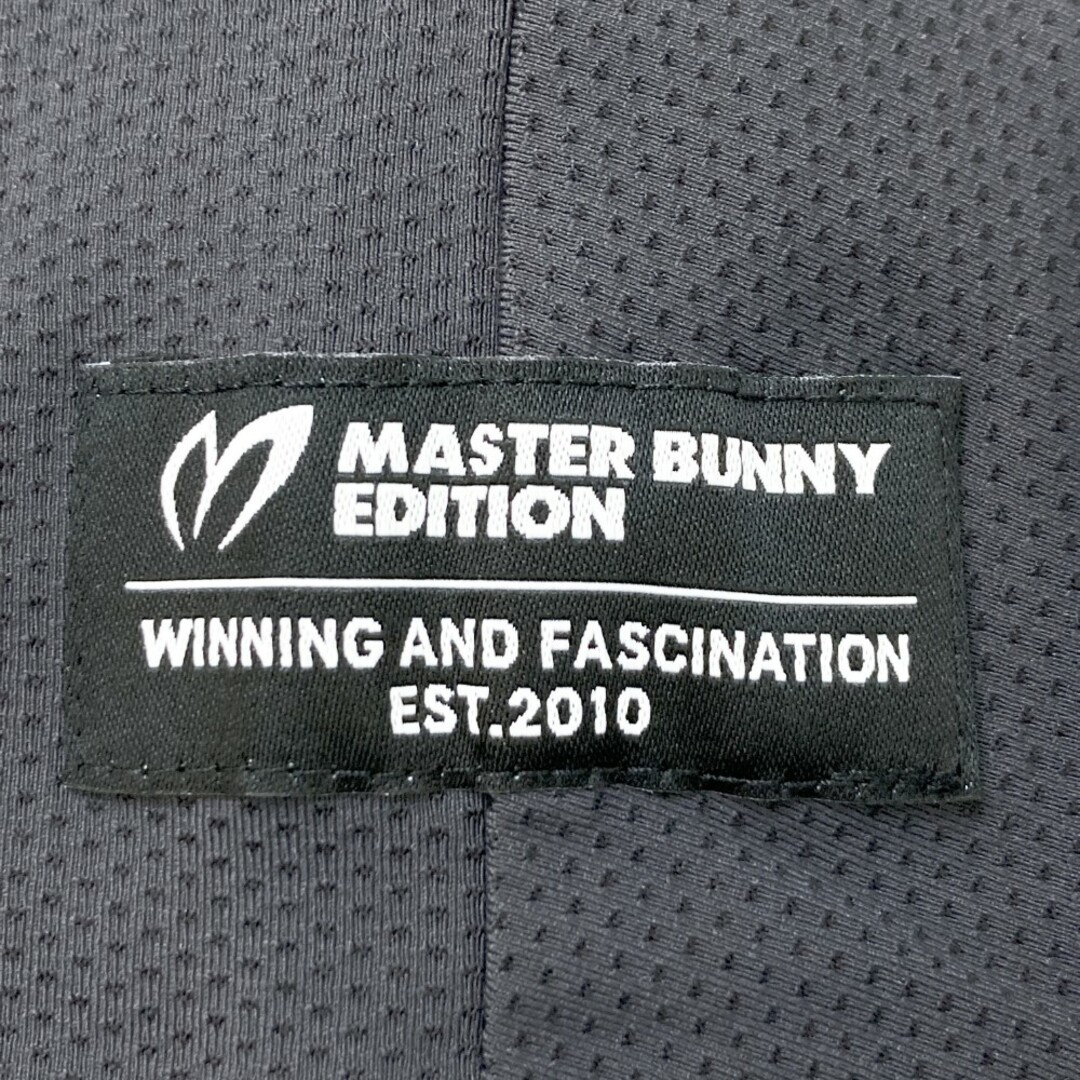 MASTER BUNNY
EDITION
WINNING AND FASCINATION
EST.2010